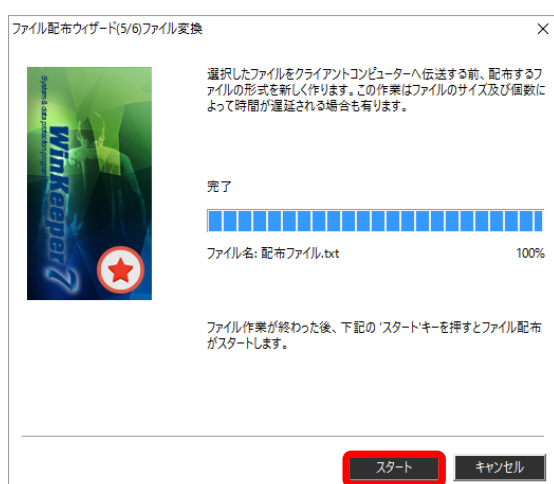 ファイル配布ウィザード(5/6)ファイル変換
選択したファイルをクライアントコンピューターへ伝送する前、配布するフ
ァイルの形式を新しく作ります。この作業はファイルのサイズ及び個数に
よって時間が遅延される場合も有ります。
System & data protection program
WinKeeper 7
完了
ファイル名: 配布ファイル.txt 100%
ファイル作業が終わった後、下記の 'スタート'キーを押すとファイル配布
がスタートします。
スタート キャンセル